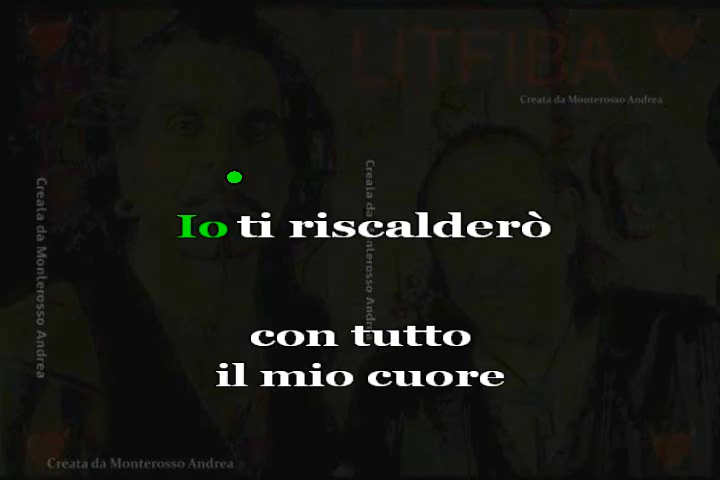 LITFIBA
Creata da Monterosso Andrea
Creata da Monterosso Andrea
Creata da Monterosso Andrea
Io ti riscalderò
con tutto
il mio cuore
Creata da Monterosso Andrea